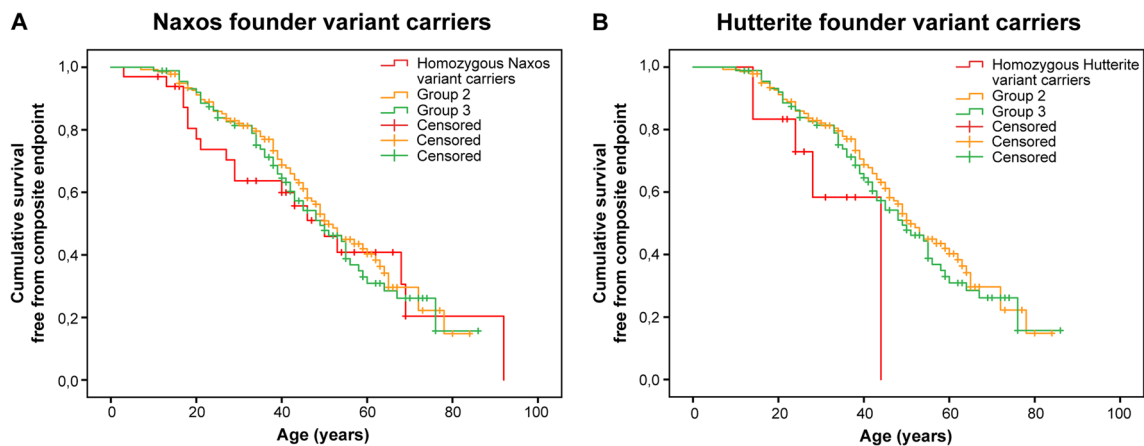 A
Naxos founder variant carriers
Cumulative survival
free from composite endpoint
1,0
0,8
0,6
0,4
0,2
0,0
Homozygous Naxos
variant carriers
Group 2
Group 3
Censored
Censored
Censored
0 20 40 60 80 100
Age (years)
B
Hutterite founder variant carriers
Cumulative survival
free from composite endpoint
1,0
0,8
0,6
0,4
0,2
0,0
Homozygous Hutterite
variant carriers
Group 2
Group 3
Censored
Censored
Censored
0 20 40 60 80 100
Age (years)